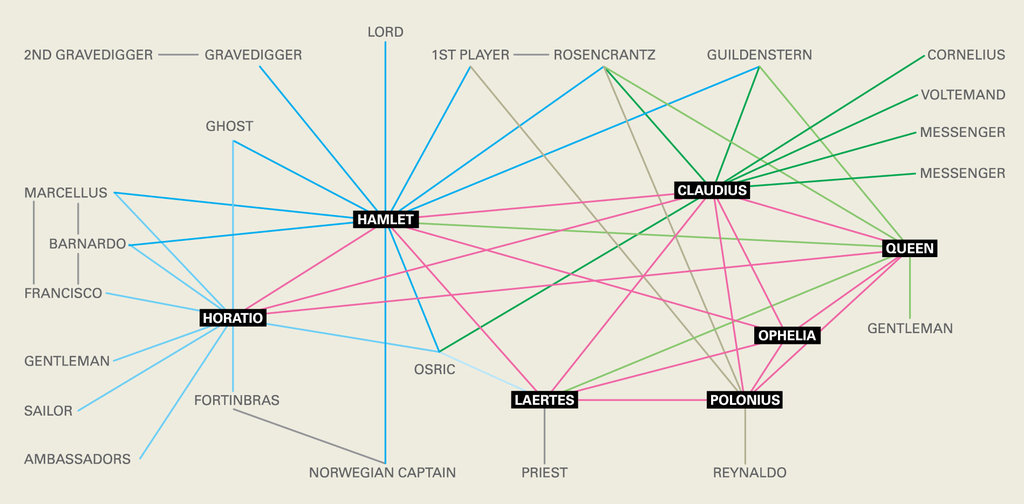 LORD
2ND GRAVEDIGGER
GRAVEDIGGER
1ST PLAYER
ROSENCRANTZ
GUILDENSTERN
CORNELIUS
VOLTEMAND
GHOST
MESSENGER
MESSENGER
MARCELLUS
CLAUDIUS
HAMLET
BARNARDO
QUEEN
FRANCISCO
HORATIO
GENTLEMAN
OPHELIA
GENTLEMAN
OSRIC
FORTINBRAS
LAERTES
POLONIUS
SAILOR
AMBASSADORS
NORWEGIAN CAPTAIN
PRIEST
REYNALDO